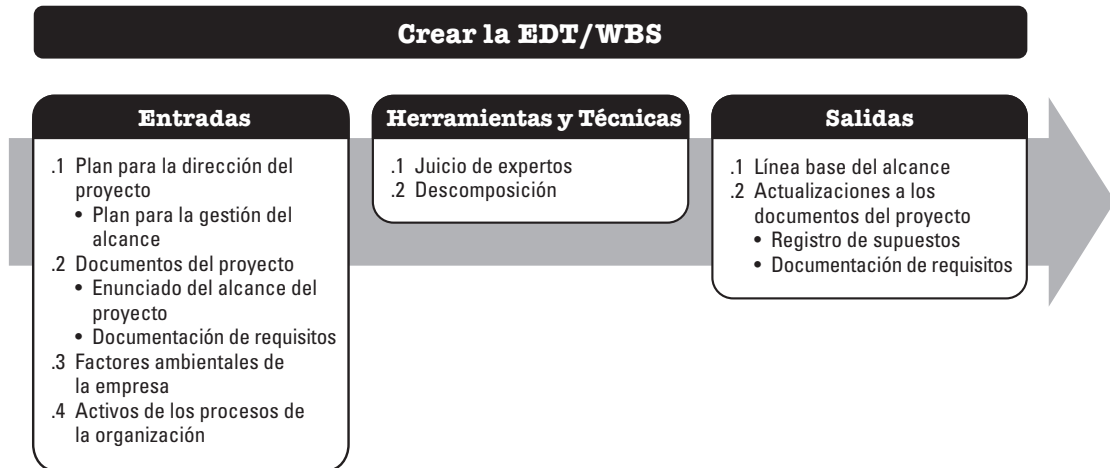 Crear la EDT/WBS
Entradas
.1 Plan para la dirección del
proyecto
• Plan para la gestión del
alcance
.2 Documentos del proyecto
• Enunciado del alcance del
proyecto
• Documentación de requisitos
.3 Factores ambientales de
la empresa
.4 Activos de los procesos de
la organización
Herramientas y Técnicas
.1 Juicio de expertos
.2 Descomposición
Salidas
.1 Línea base del alcance
.2 Actualizaciones a los
documentos del proyecto
• Registro de supuestos
• Documentación de requisitos